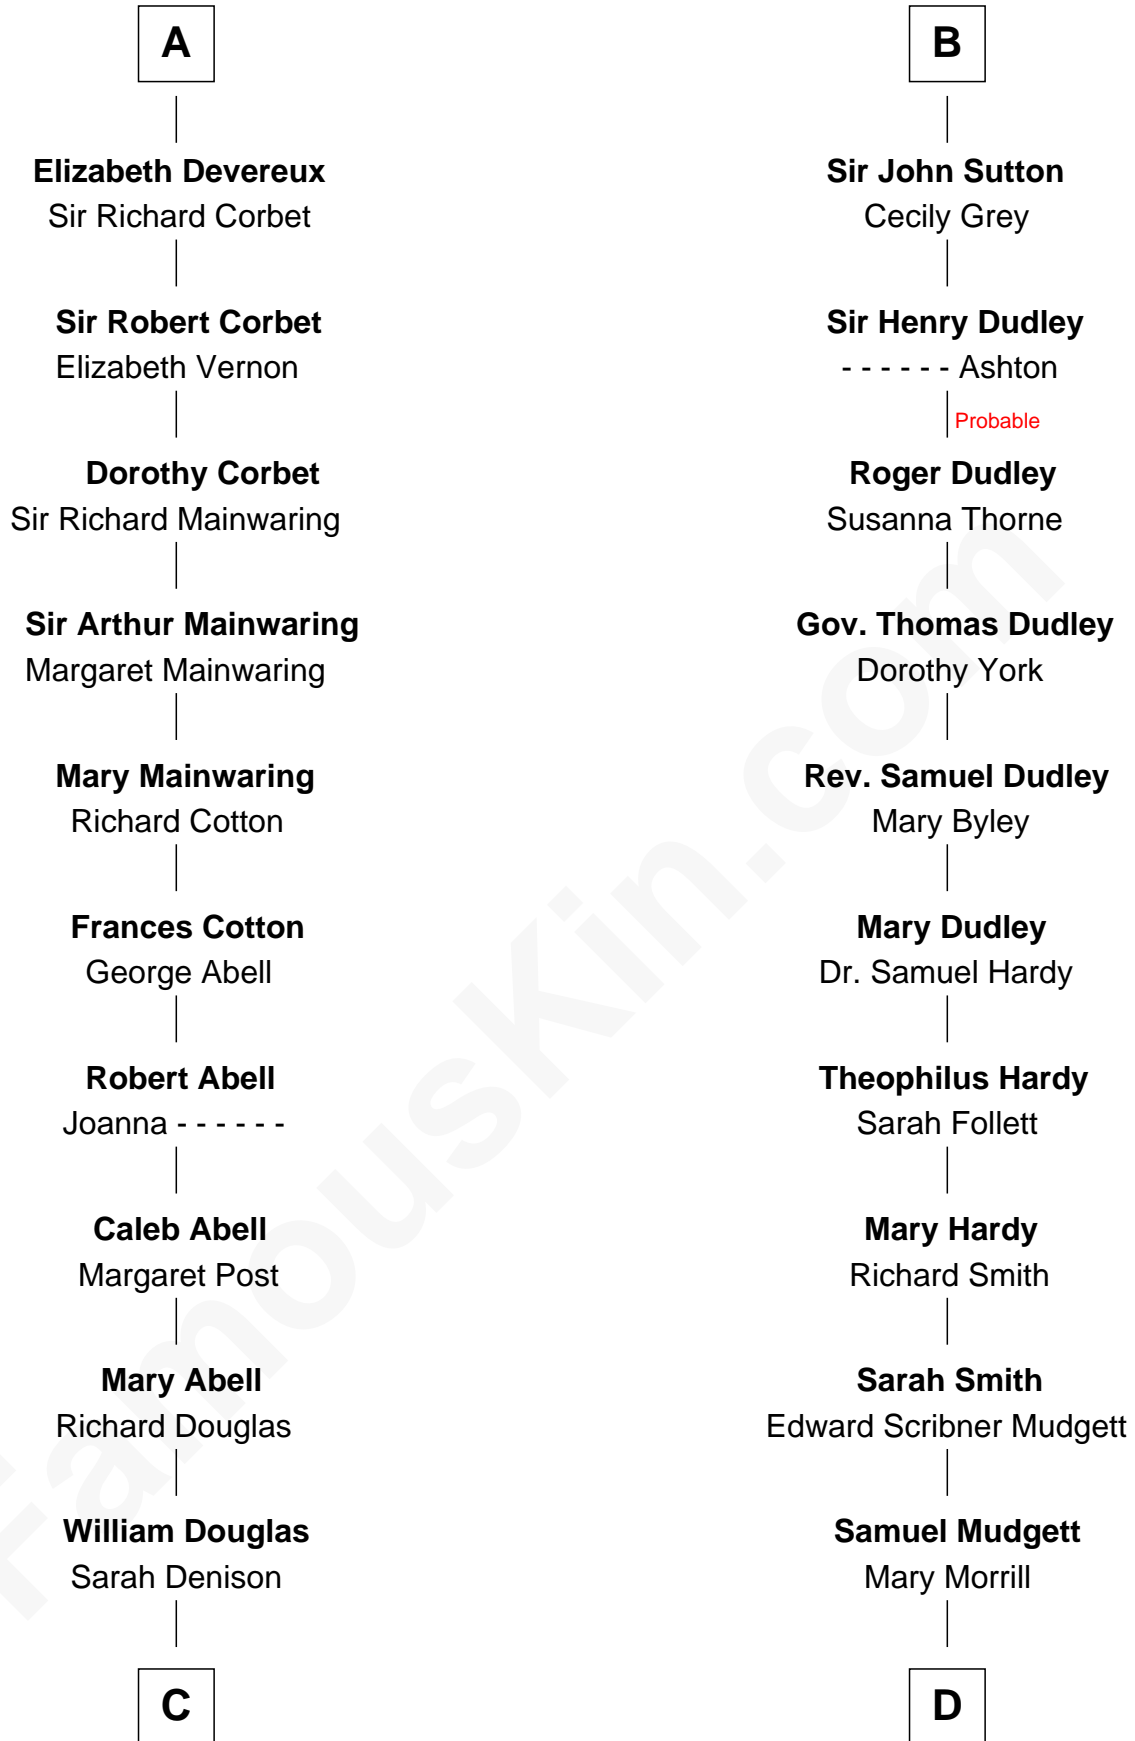 A
Elizabeth Devereux
Sir Richard Corbet
Sir Robert Corbet
Elizabeth Vernon
Dorothy Corbet
Sir Richard Mainwaring
Sir Arthur Mainwaring
Margaret Mainwaring
Mary Mainwaring
Richard Cotton
Frances Cotton
George Abell
Robert Abell
Joanna - - - - - -
Caleb Abell
Margaret Post
Mary Abell
Richard Douglas
William Douglas
Sarah Denison
C
B
Sir John Sutton
Cecily Grey
Sir Henry Dudley
- - - - - - Ashton
Probable
Roger Dudley
Susanna Thorne
Gov. Thomas Dudley
Dorothy York
Rev. Samuel Dudley
Mary Byley
Mary Dudley
Dr. Samuel Hardy
Theophilus Hardy
Sarah Follett
Mary Hardy
Richard Smith
Sarah Smith
Edward Scribner Mudgett
Samuel Mudgett
Mary Morrill
D
FamousKin.com